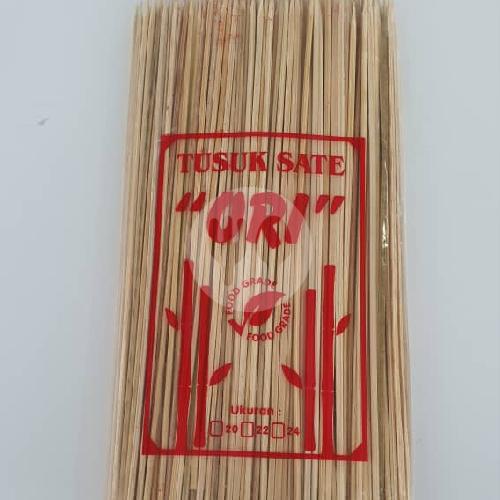 TUSUK SATE
"ORI"
FOOD GRADE
FOOD GRADE
Ukuran :
20 22 24